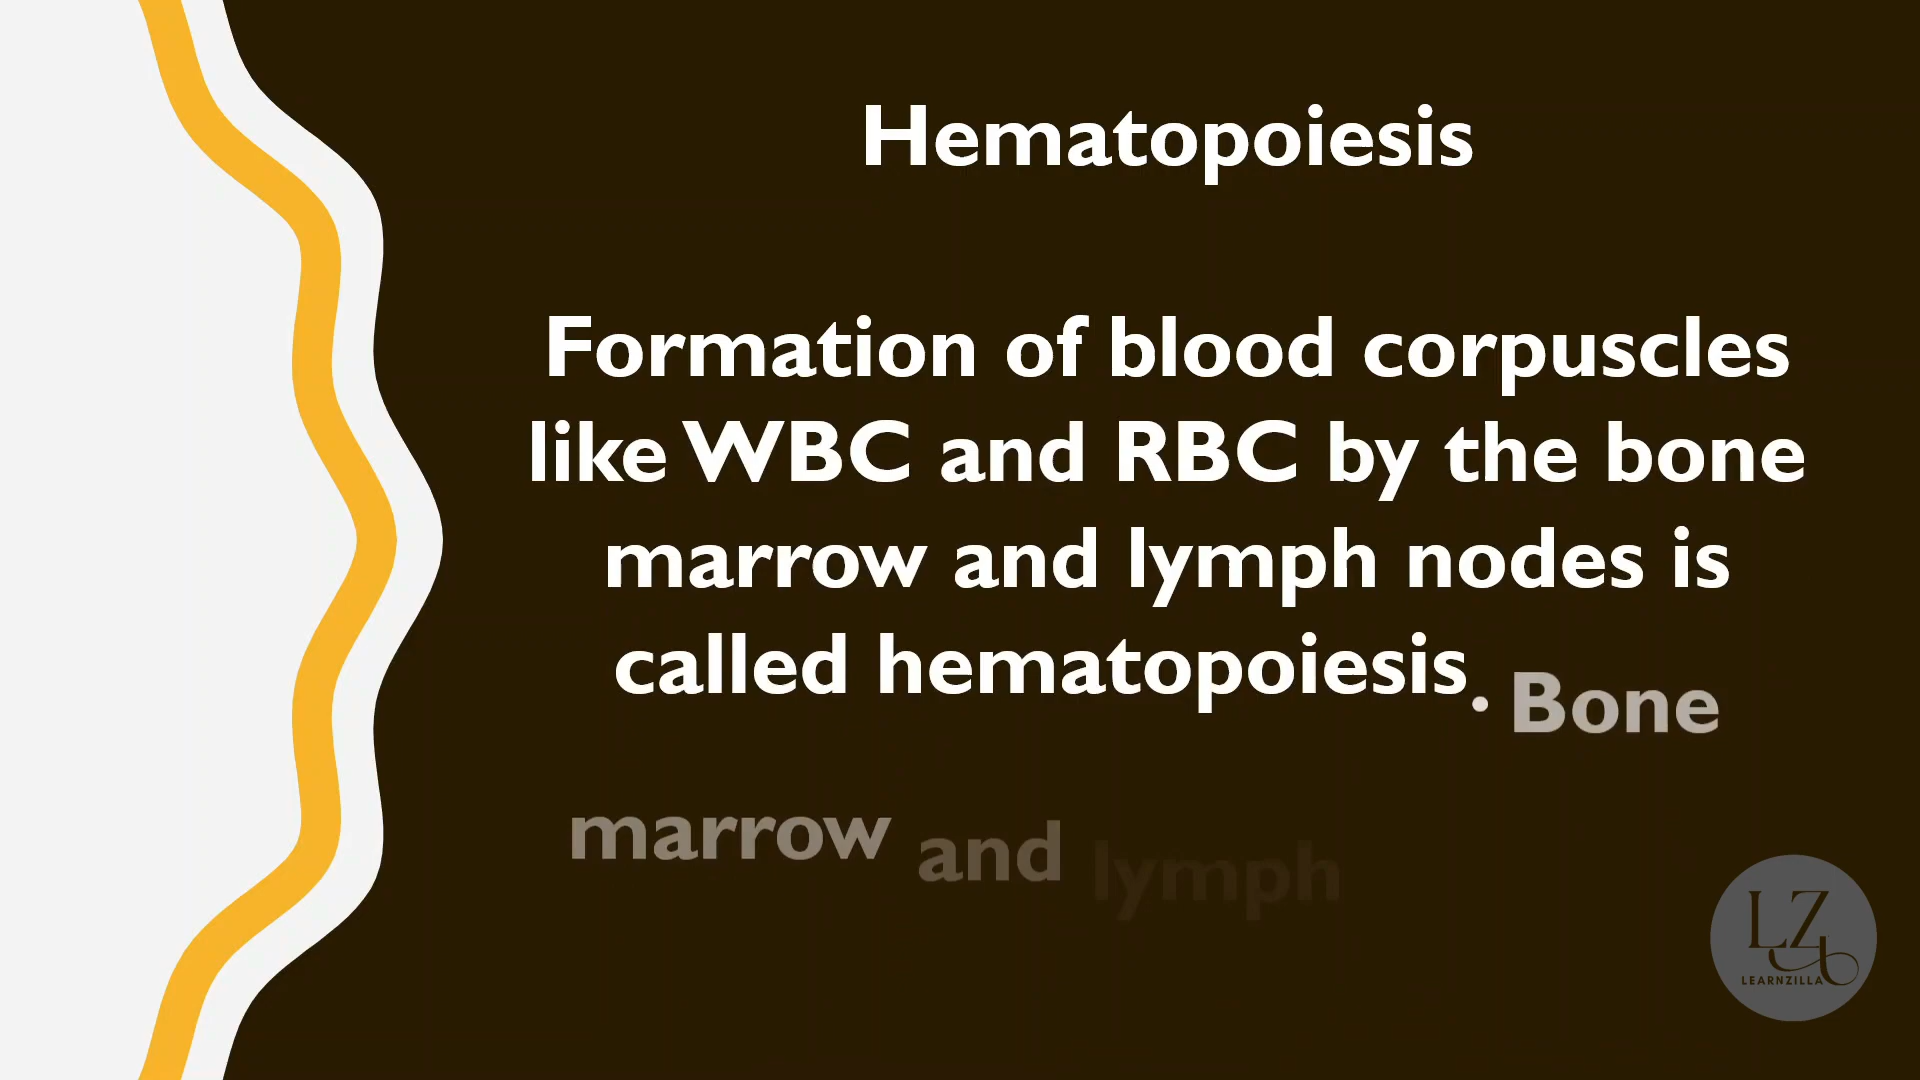 Hematopoiesis
Formation of blood corpuscles
like WBC and RBC by the bone
marrow and lymph nodes is
called hematopoiesis. Bone
marrow and lymph
LZ
LEARNZILLA